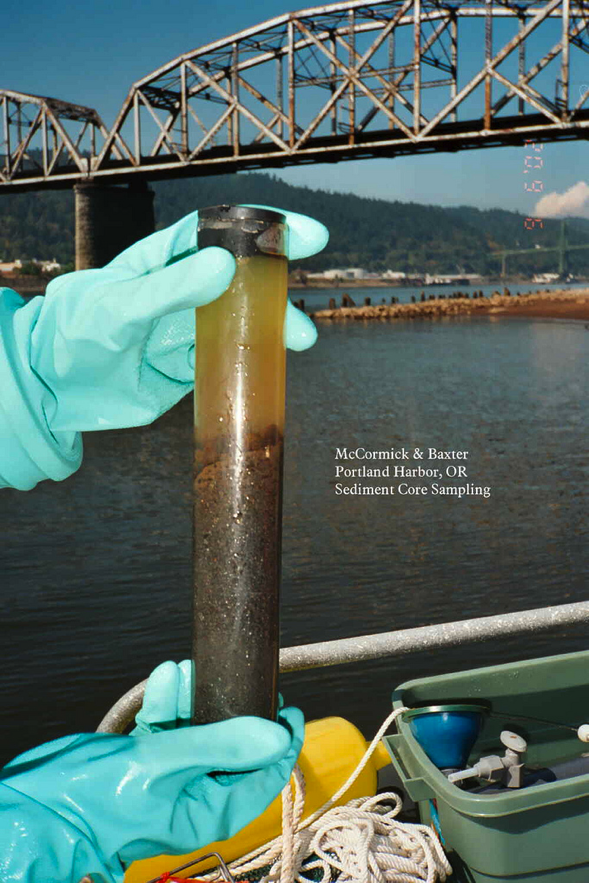 McCormick & Baxter
Portland Harbor, OR
Sediment Core Sampling